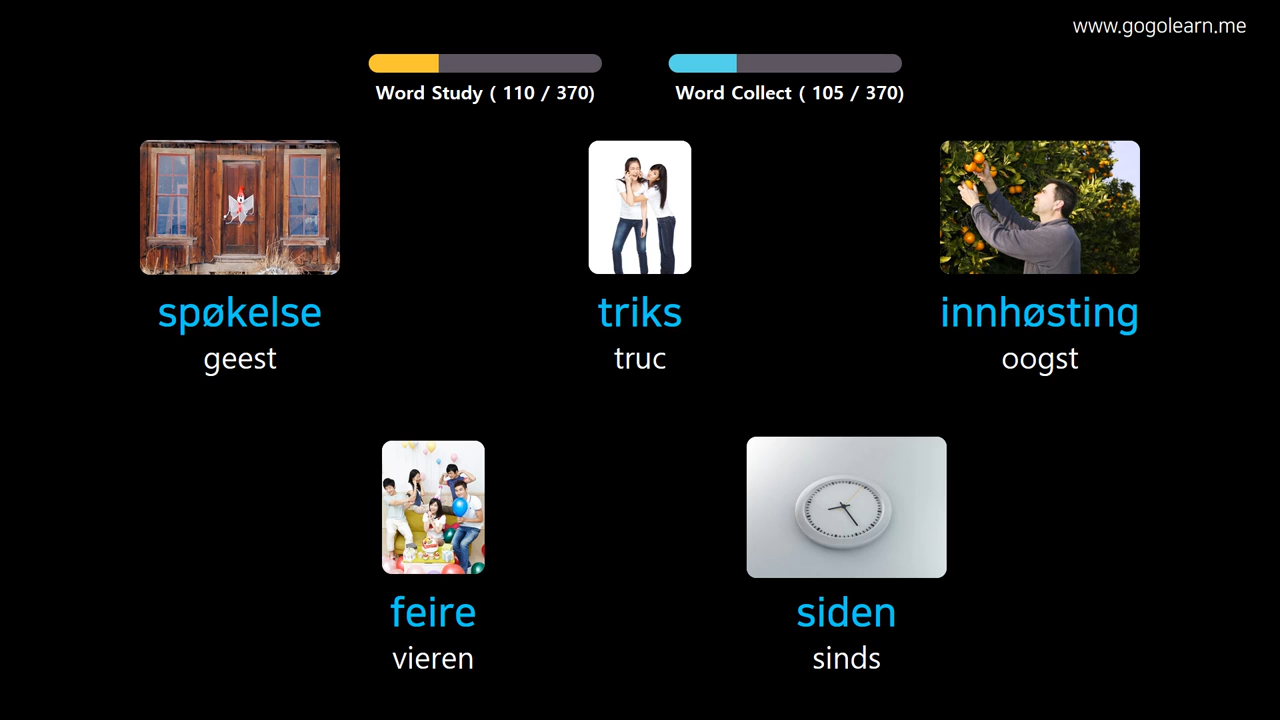 www.gogolearn.me
Word Study ( 110 / 370)
Word Collect ( 105 / 370)
spøkelse
geest
triks
truc
innhøsting
oogst
feire
vieren
siden
sinds